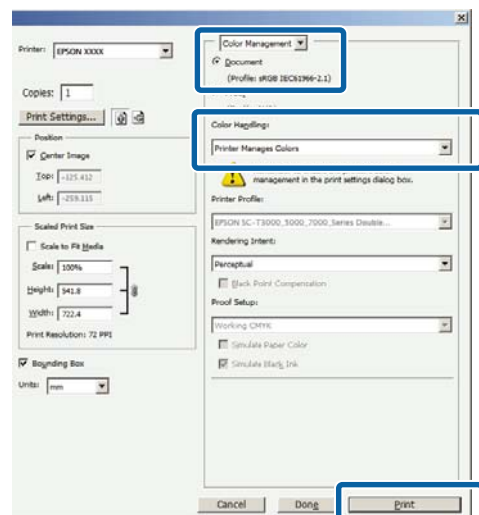 Printer: EPSON XXXX
Copies: 1
Print Settings...
Position
Center Image
Top: -125.412
Left: -259.115
Scaled Print Size
Scale to Fit Media
Scale: 100%
Height: 541.8
Width: 722.4
Print Resolution: 72 PPI
Bounding Box
Units: mm
Color Management
Document
(Profile: sRGB IEC61966-2.1)
Color Handling:
Printer Manages Colors
management in the print settings dialog box.
Printer Profile:
EPSON SC-T3000_5000_7000_Series Double...
Rendering Intent:
Perceptual
Black Point Compensation
Proof Setup:
Working CMYK
Simulate Paper Color
Simulate Black Ink
Cancel
Done
Print